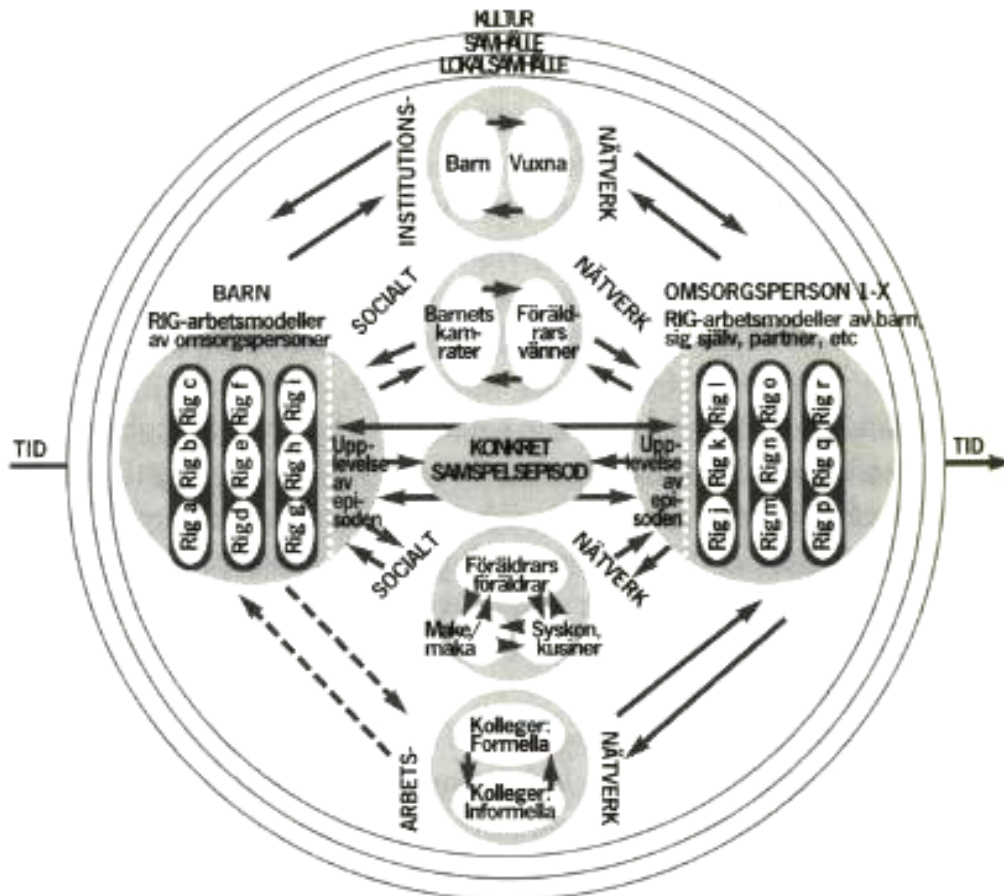 KULTUR
SAMHÄLLE
LOKALSAMHÄLLE
INSTITUTIONS-
NÄTVERK
Barn
Vuxna
SOCIALT
NÄTVERK
Barnets
kam-
rater
Föräld-
rars
vänner
BARN
RIG-arbetsmodeller
av omsorgspersoner
OMSORGSPERSON 1-X
RIG-arbetsmodeller av barn,
sig själv, partner, etc
TID
Rig c
Rig b
Rig a
Rig f
Rig e
Rig d
Rig i
Rig h
Rig g
Upp-
levelse
av
epi-
soden
KONKRET
SAMSPELSEPISOD
Upp-
levelse
av
epi-
soden
Rig l
Rig k
Rig j
Rig o
Rig n
Rig m
Rig r
Rig q
Rig p
TID
SOCIALT
NÄTVERK
Föräldrars
föräldrar
Make/
maka
Syskon,
kusiner
ARBETS-
NÄTVERK
Kolleger:
Formella
Kolleger:
Informella